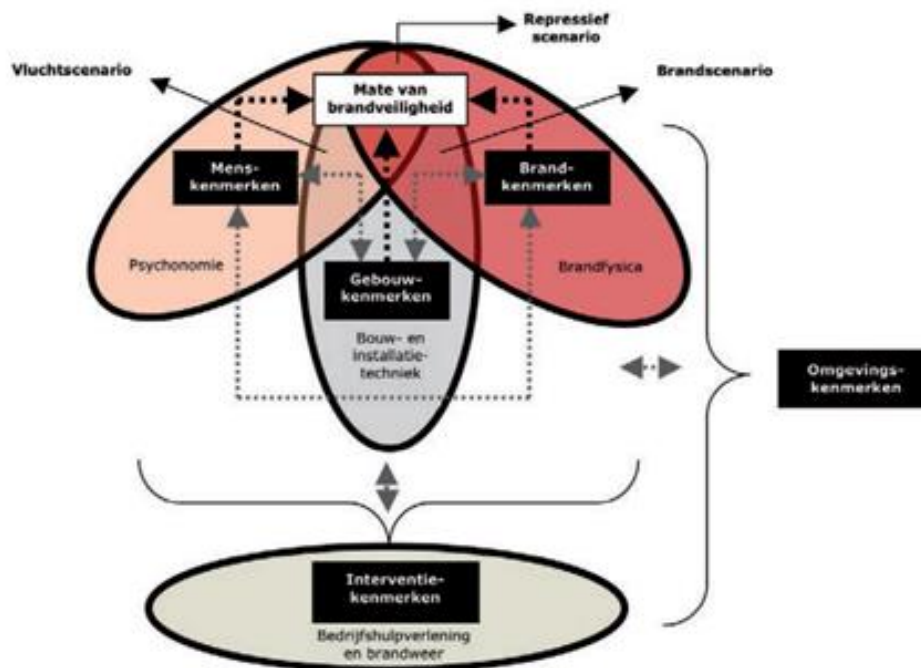 Repressief
scenario
Vluchtscenario
Brandscenario
Mate van
brandveiligheid
Mens-
kenmerken
Brand-
kenmerken
Psychonomie
Brandfysica
Gebouw-
kenmerken
Bouw- en
installatie-
techniek
Omgevings-
kenmerken
Interventie-
kenmerken
Bedrijfshulpverlening
en brandweer